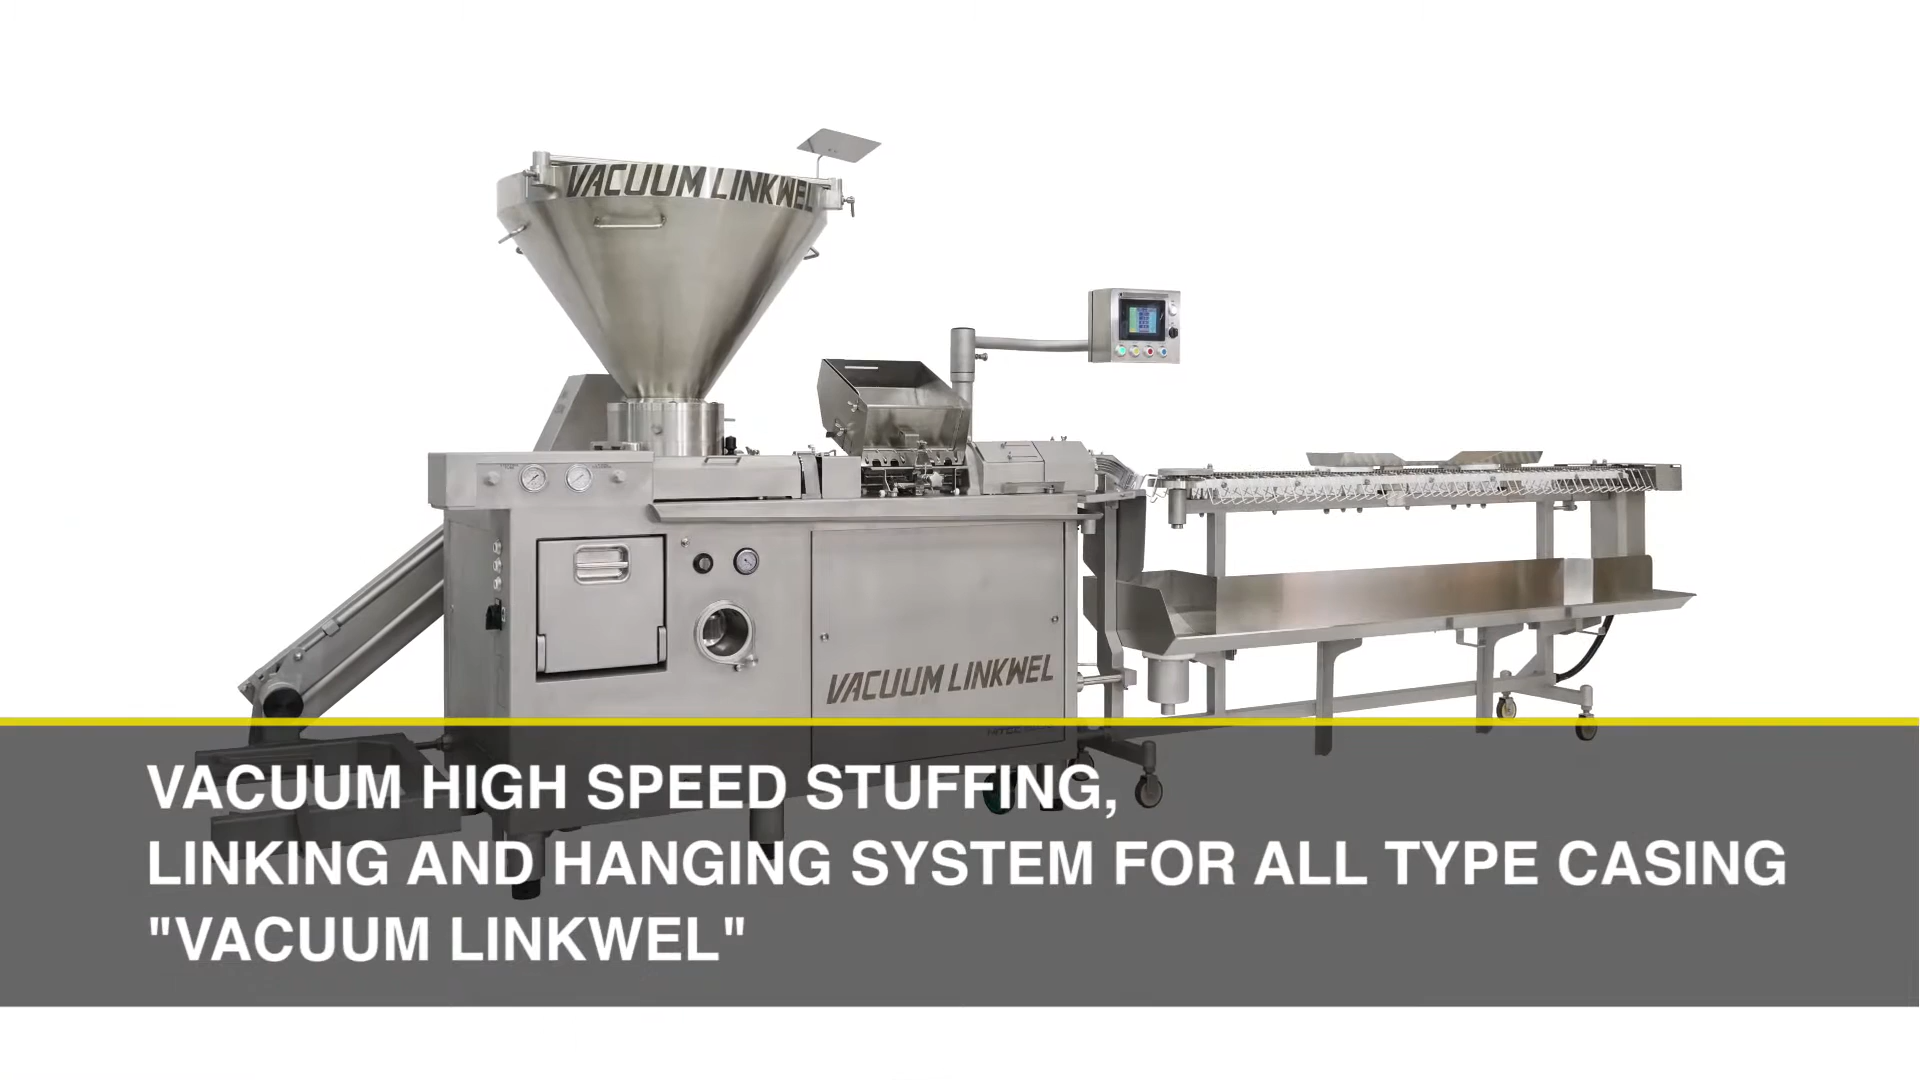 VACUUM LINKWEL
VACUUM LINKWEL
VACUUM HIGH SPEED STUFFING,
LINKING AND HANGING SYSTEM FOR ALL TYPE CASING
"VACUUM LINKWEL"